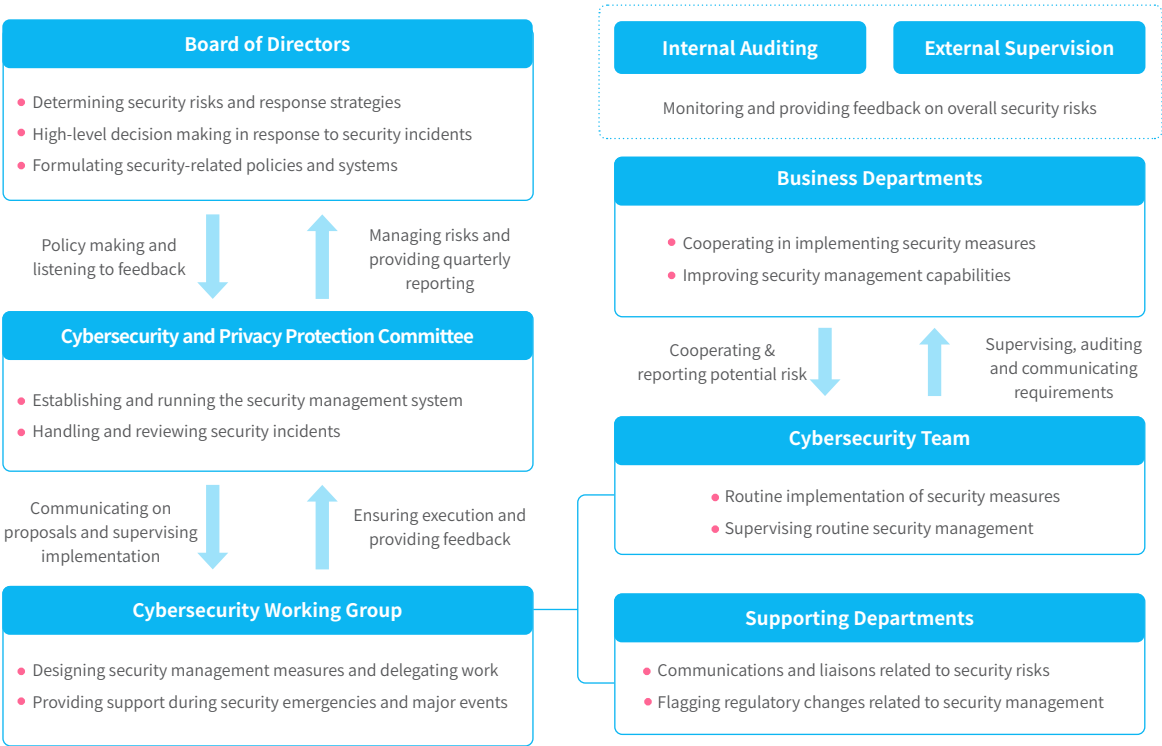 Board of Directors
Determining security risks and response strategies
High-level decision making in response to security incidents
Formulating security-related policies and systems
Policy making and
listening to feedback
Managing risks and
providing quarterly
reporting
Cybersecurity and Privacy Protection Committee
Establishing and running the security management system
Handling and reviewing security incidents
Communicating on
proposals and supervising
implementation
Ensuring execution and
providing feedback
Cybersecurity Working Group
Designing security management measures and delegating work
Providing support during security emergencies and major events
Internal Auditing
External Supervision
Monitoring and providing feedback on overall security risks
Business Departments
Cooperating in implementing security measures
Improving security management capabilities
Cooperating &
reporting potential risk
Supervising, auditing
and communicating
requirements
Cybersecurity Team
Routine implementation of security measures
Supervising routine security management
Supporting Departments
Communications and liaisons related to security risks
Flagging regulatory changes related to security management